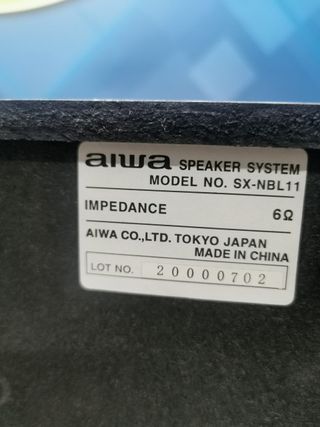 aiwa SPEAKER SYSTEM
MODEL NO. SX-NBL11
IMPEDANCE 6Ω
AIWA CO.,LTD. TOKYO JAPAN
MADE IN CHINA
LOT NO. 20000702